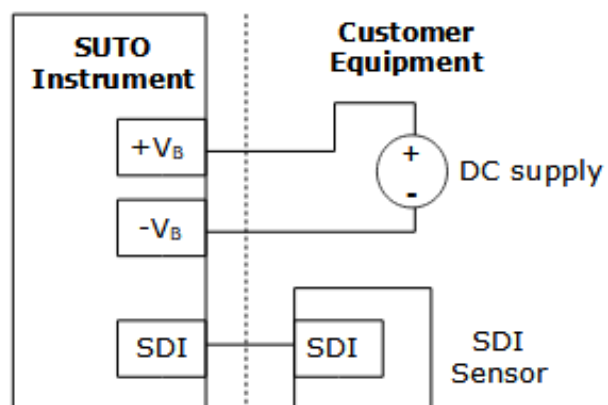 SUTO
Instrument
Customer
Equipment
+VB
+
-
DC supply
-VB
SDI
SDI
SDI
Sensor